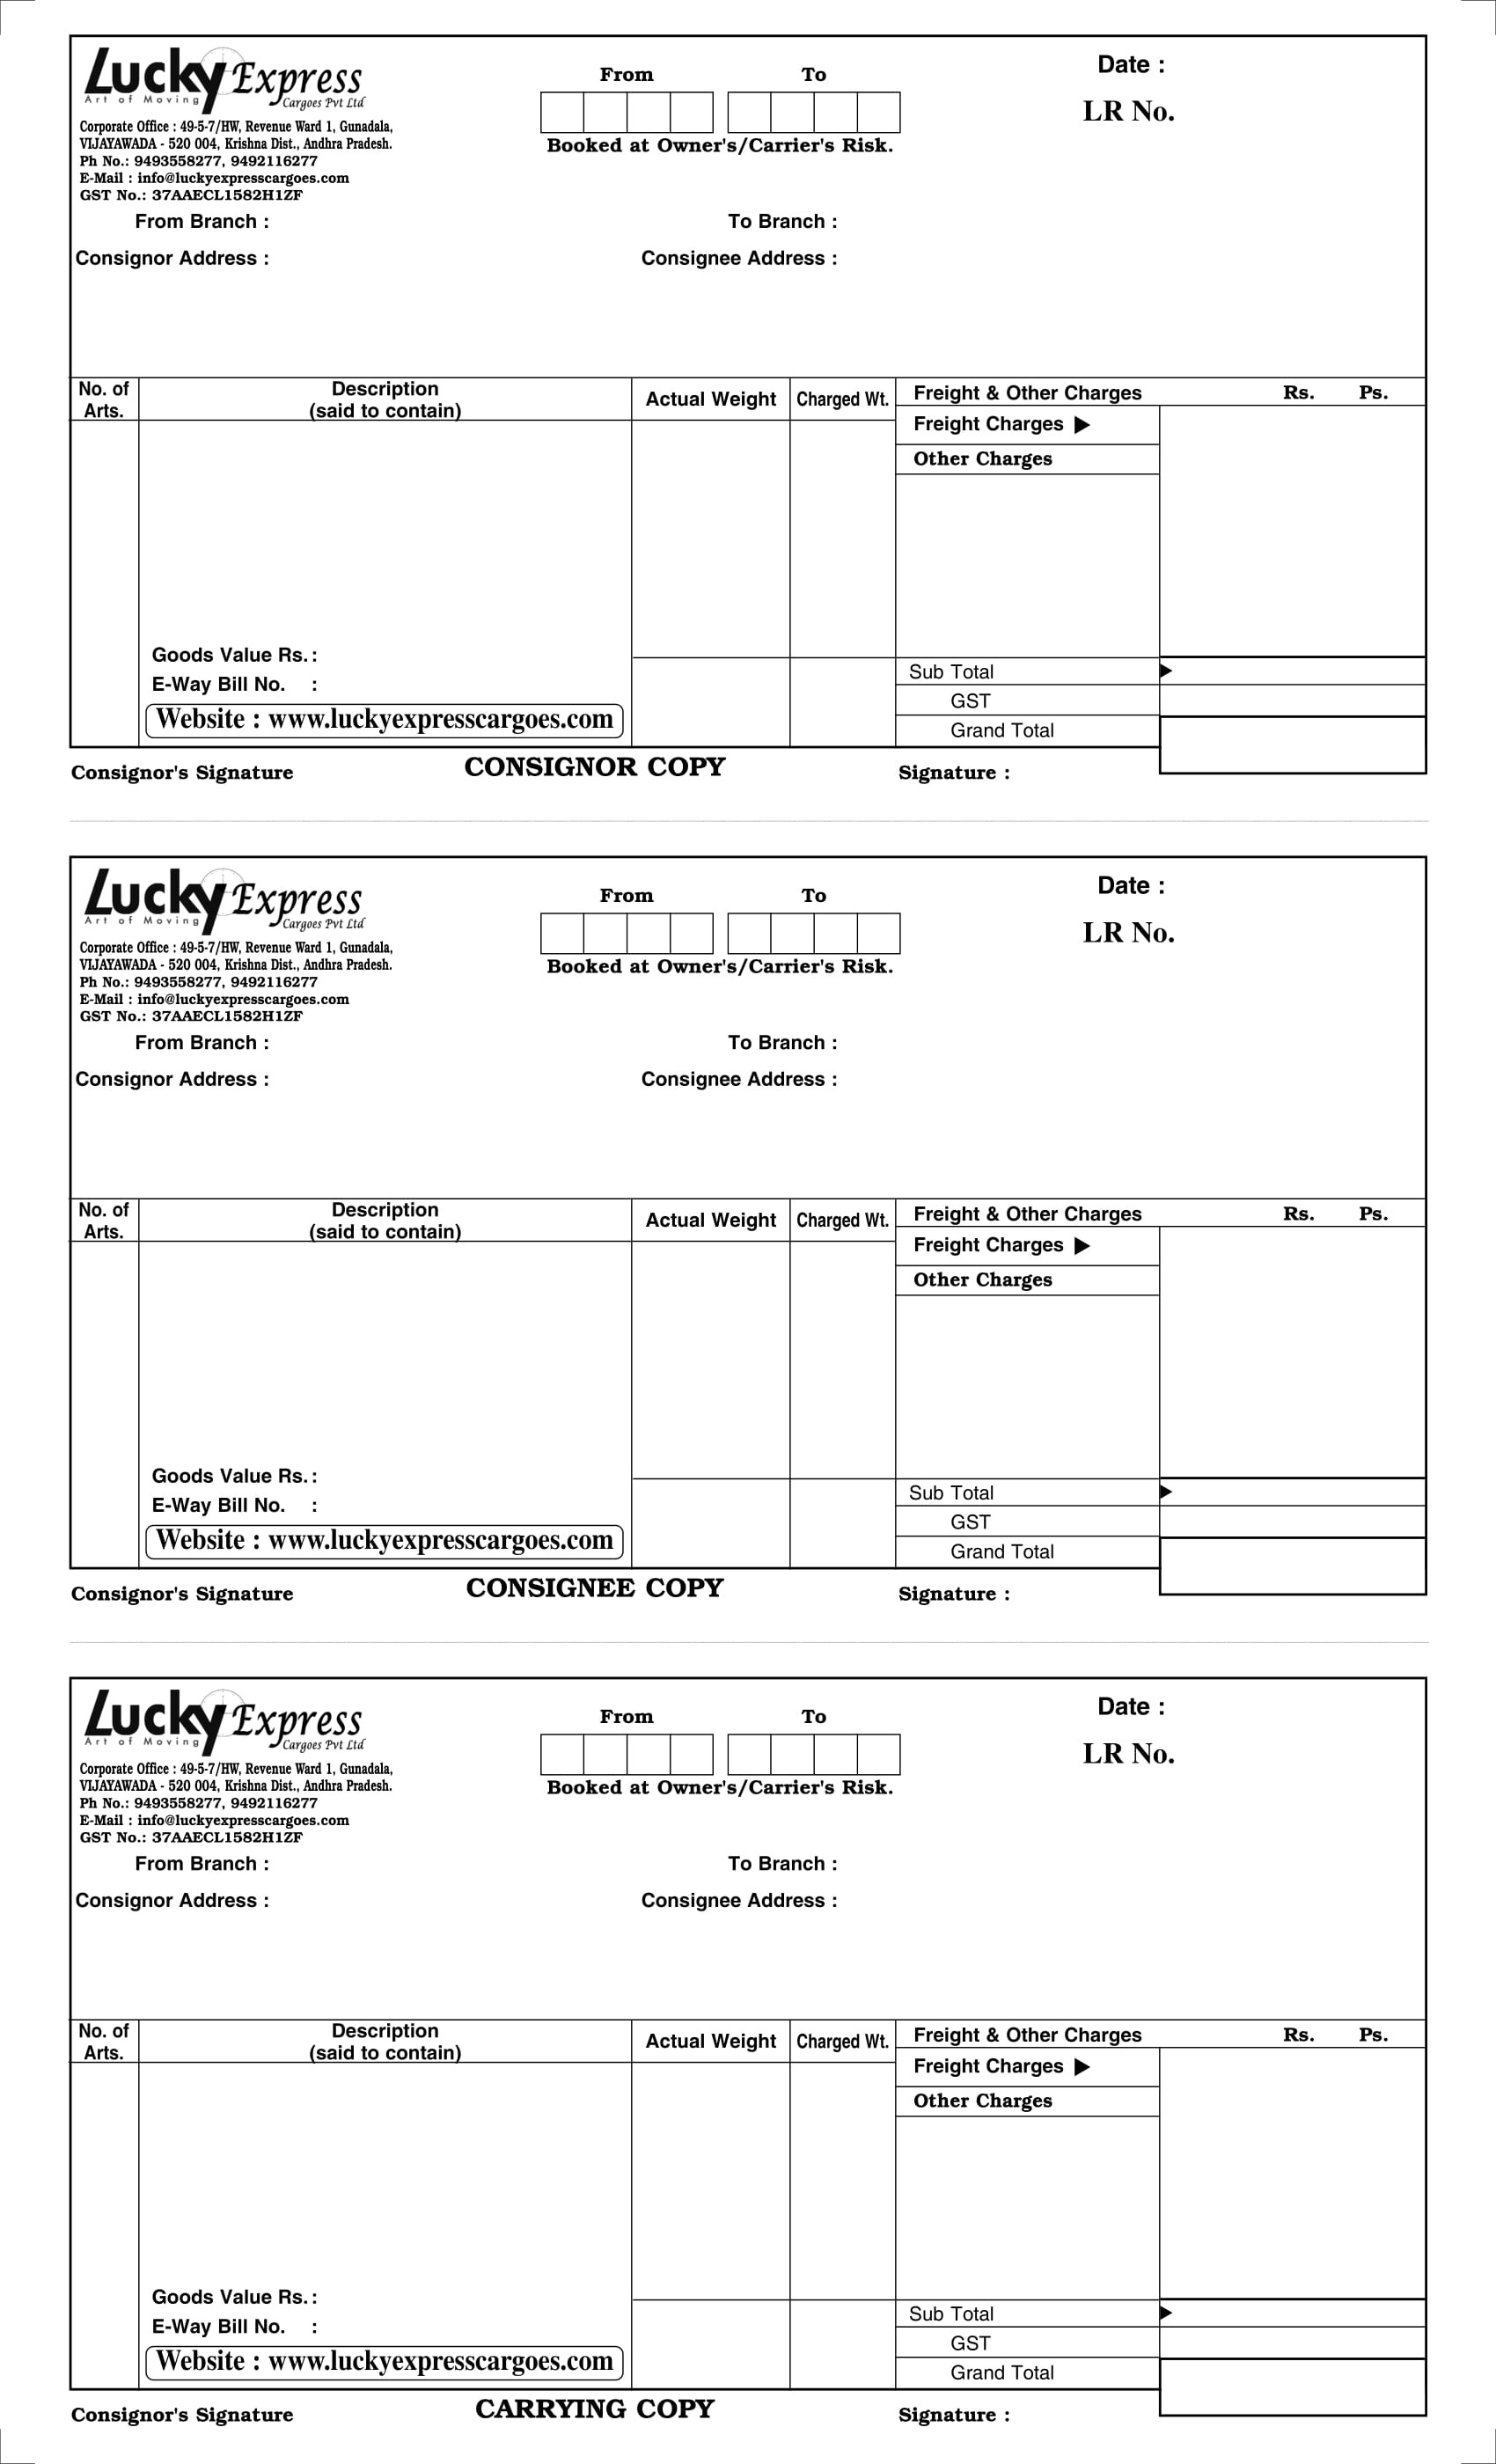 Lucky Express
Art of Moving Cargoes Pvt Ltd
Corporate Office : 49-5-7/HW, Revenue Ward 1, Gunadala,
VIJAYAWADA - 520 004, Krishna Dist., Andhra Pradesh.
Ph No.: 9493558277, 9492116277
E-Mail : info@luckyexpresscargoes.com
GST No.: 37AAECL1582H1ZF
From To
Booked at Owner's/Carrier's Risk.
Date :
LR No.
From Branch : To Branch :
Consignor Address : Consignee Address :
No. of Arts. Description (said to contain) Actual Weight Charged Wt. Freight & Other Charges Rs. Ps.
Freight Charges ▶
Other Charges
Goods Value Rs. :
E-Way Bill No. :
Website : www.luckyexpresscargoes.com
Sub Total ▶
GST
Grand Total
Consignor's Signature CONSIGNOR COPY Signature :
Lucky Express
Art of Moving Cargoes Pvt Ltd
Corporate Office : 49-5-7/HW, Revenue Ward 1, Gunadala,
VIJAYAWADA - 520 004, Krishna Dist., Andhra Pradesh.
Ph No.: 9493558277, 9492116277
E-Mail : info@luckyexpresscargoes.com
GST No.: 37AAECL1582H1ZF
From To
Booked at Owner's/Carrier's Risk.
Date :
LR No.
From Branch : To Branch :
Consignor Address : Consignee Address :
No. of Arts. Description (said to contain) Actual Weight Charged Wt. Freight & Other Charges Rs. Ps.
Freight Charges ▶
Other Charges
Goods Value Rs. :
E-Way Bill No. :
Website : www.luckyexpresscargoes.com
Sub Total ▶
GST
Grand Total
Consignor's Signature CONSIGNEE COPY Signature :
Lucky Express
Art of Moving Cargoes Pvt Ltd
Corporate Office : 49-5-7/HW, Revenue Ward 1, Gunadala,
VIJAYAWADA - 520 004, Krishna Dist., Andhra Pradesh.
Ph No.: 9493558277, 9492116277
E-Mail : info@luckyexpresscargoes.com
GST No.: 37AAECL1582H1ZF
From To
Booked at Owner's/Carrier's Risk.
Date :
LR No.
From Branch : To Branch :
Consignor Address : Consignee Address :
No. of Arts. Description (said to contain) Actual Weight Charged Wt. Freight & Other Charges Rs. Ps.
Freight Charges ▶
Other Charges
Goods Value Rs. :
E-Way Bill No. :
Website : www.luckyexpresscargoes.com
Sub Total ▶
GST
Grand Total
Consignor's Signature CARRYING COPY Signature :